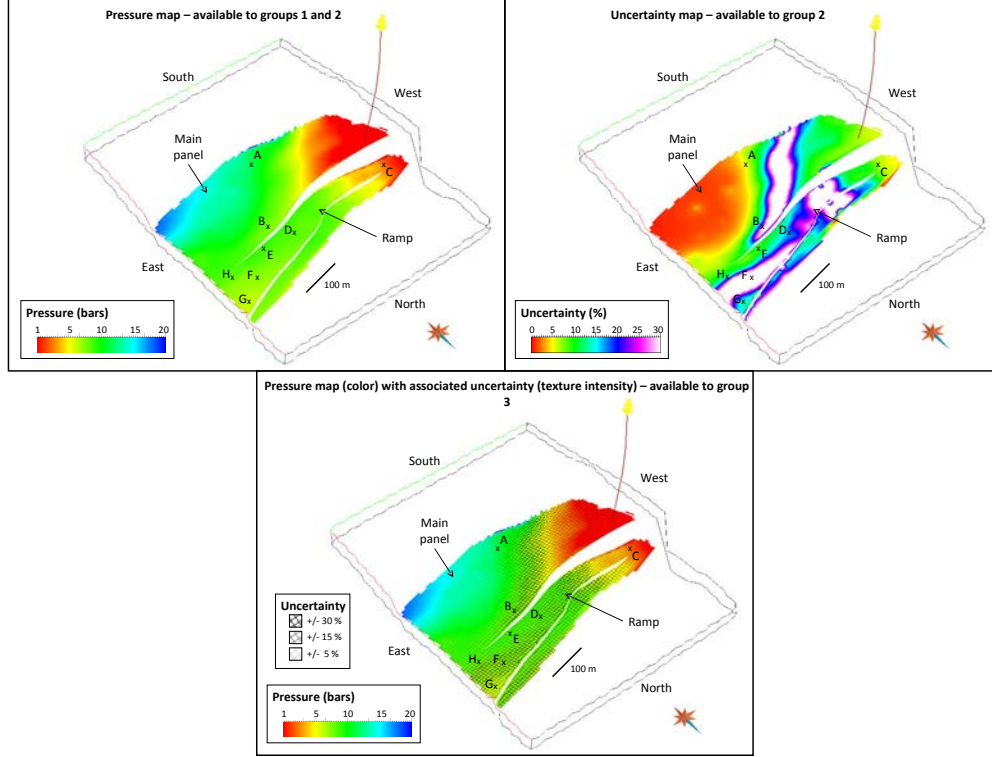 Pressure map – available to groups 1 and 2
South
West
Main
panel
A
C
B
D
E
Ramp
H
F
East
G
100 m
North
Pressure (bars)
1 5 10 15 20
Uncertainty map – available to group 2
South
West
Main
panel
A
C
B
D
E
Ramp
H
F
East
G
100 m
North
Uncertainty (%)
0 5 10 15 20 25 30
Pressure map (color) with associated uncertainty (texture intensity) – available to group
3
South
West
Main
panel
A
C
B
D
E
Ramp
H
F
East
G
100 m
North
Uncertainty
+/- 30 %
+/- 15 %
+/- 5 %
Pressure (bars)
1 5 10 15 20